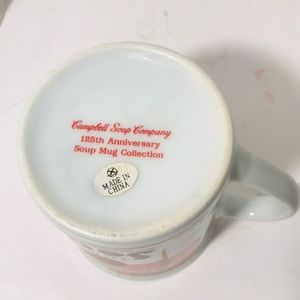 Campbell Soup Company
125th Anniversary
Soup Mug Collection
MADE IN
CHINA